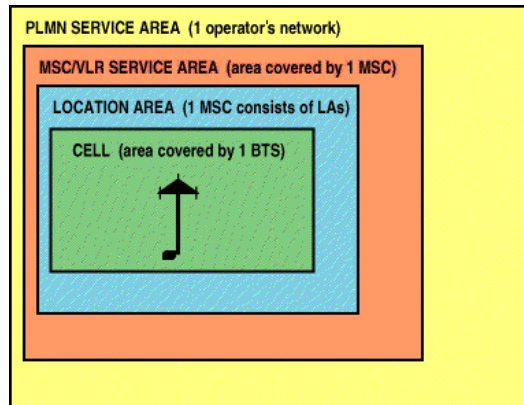 PLMN SERVICE AREA (1 operator's network)
MSC/VLR SERVICE AREA (area covered by 1 MSC)
LOCATION AREA (1 MSC consists of LAs)
CELL (area covered by 1 BTS)